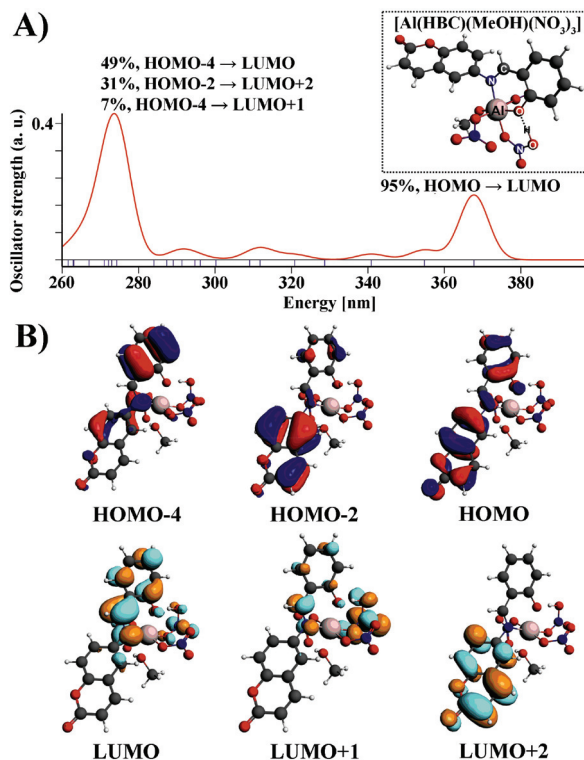 A)
[Al(HBC)(MeOH)(NO₃)₃]
49%, HOMO-4 → LUMO
31%, HOMO-2 → LUMO+2
7%, HOMO-4 → LUMO+1
H
C
N
Al
O
H
N
O
95%, HOMO → LUMO
0.4
Oscillator strength (a. u.)
260 280 300 320 340 360 380
Energy [nm]
B)
HOMO-4 HOMO-2 HOMO
LUMO LUMO+1 LUMO+2